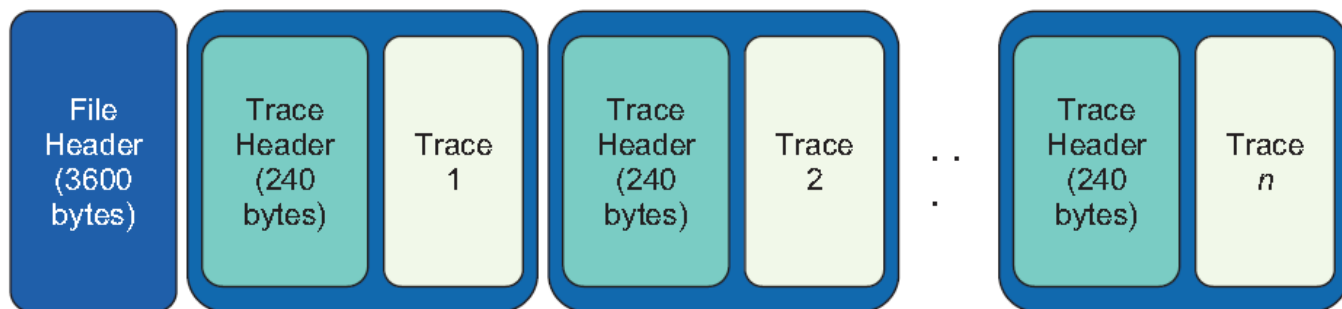 File
Header
(3600
bytes)
Trace
Header
(240
bytes)
Trace
1
Trace
Header
(240
bytes)
Trace
2
. .
.
Trace
Header
(240
bytes)
Trace
n